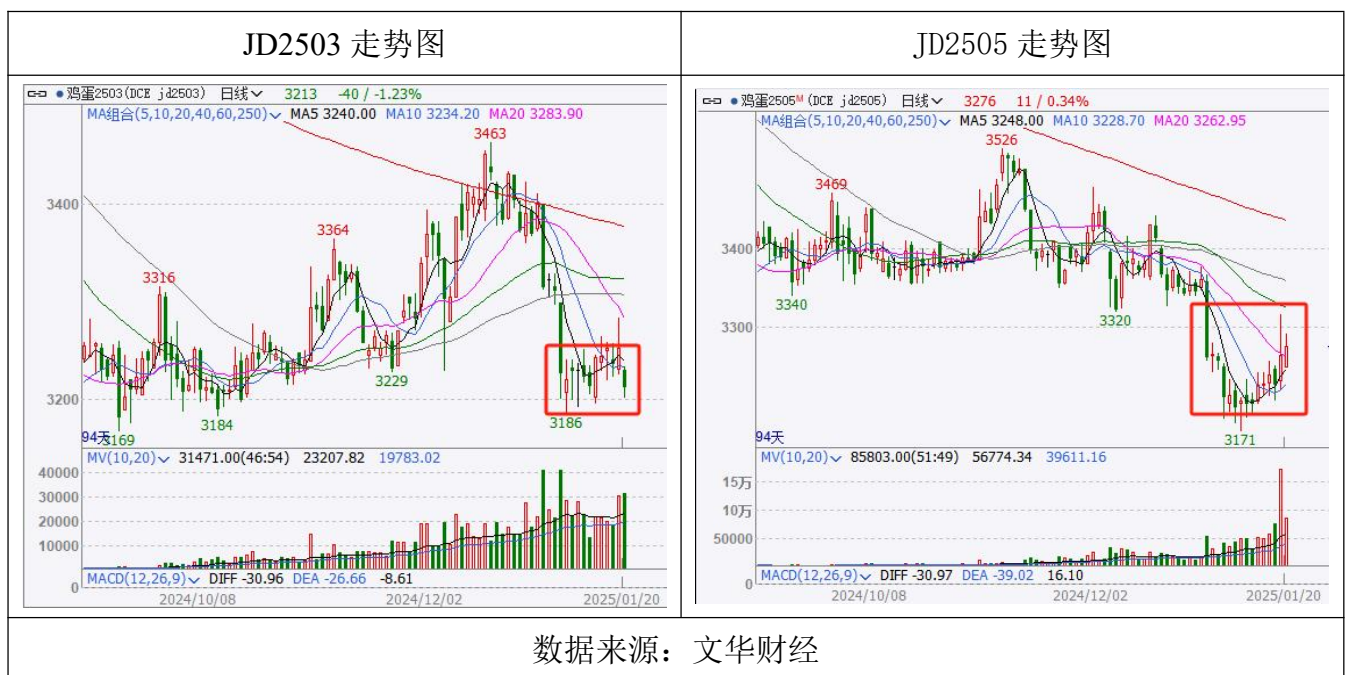 JD2503 走势图
JD2505 走势图
鸡蛋2503(DCE jd2503) 日线 3213 -40 / -1.23%
MA组合(5,10,20,40,60,250) MA5 3240.00 MA10 3234.20 MA20 3283.90
3463
3400
3364
3316
3229
3200
3186
3184
94天
3169
MV(10,20) 31471.00(46:54) 23207.82 19783.02
40000
30000
20000
10000
MACD(12,26,9) DIFF -30.96 DEA -26.66 -8.61
0
2024/10/08
2024/12/02
2025/01/20
鸡蛋2505M (DCE jd2505) 日线 3276 11 / 0.34%
MA组合(5,10,20,40,60,250) MA5 3248.00 MA10 3228.70 MA20 3262.95
3526
3469
3400
3340
3320
3300
3171
94天
MV(10,20) 85803.00(51:49) 56774.34 39611.16
15万
10万
50000
MACD(12,26,9) DIFF -30.97 DEA -39.02 16.10
0
2024/10/08
2024/12/02
2025/01/20
数据来源：文华财经